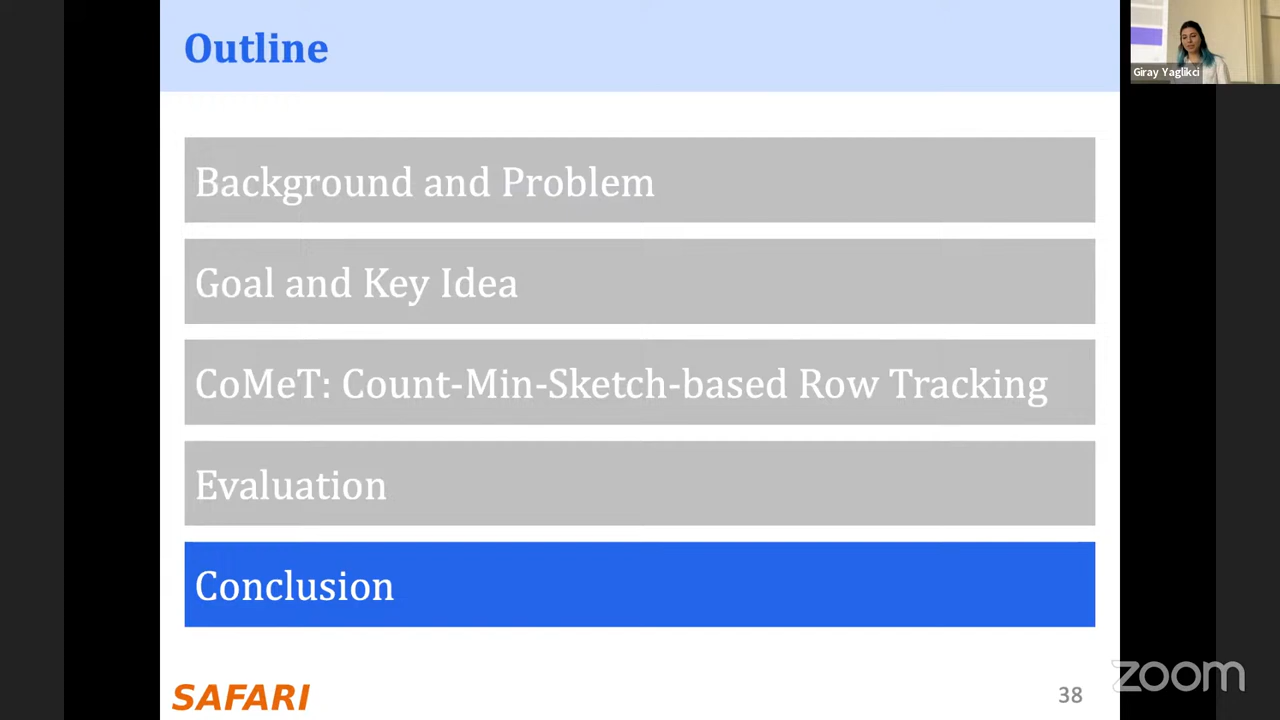 Outline
Giray Yaglikci
Background and Problem
Goal and Key Idea
CoMeT: Count-Min-Sketch-based Row Tracking
Evaluation
Conclusion
SAFARI
38
zoom